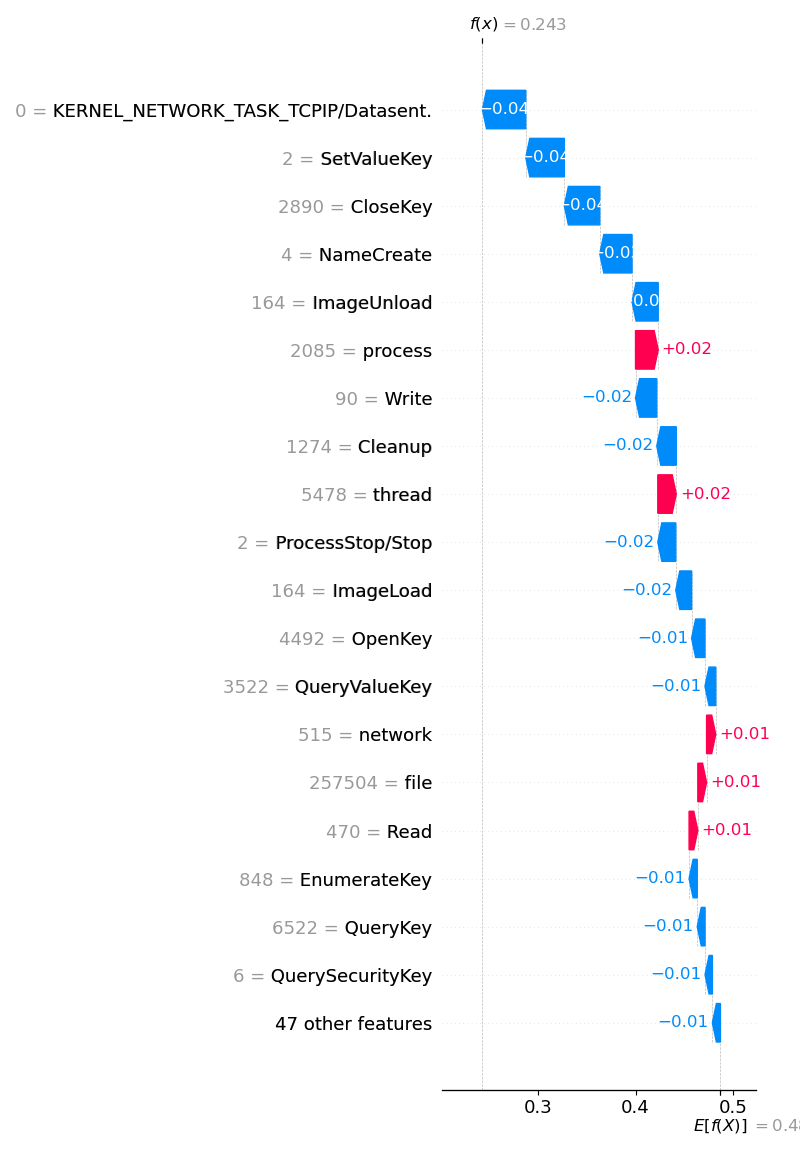 f(x) = 0.243
0 = KERNEL_NETWORK_TASK_TCPIP/Datasent. −0.04
2 = SetValueKey −0.04
2890 = CloseKey −0.04
4 = NameCreate −0.03
164 = ImageUnload 0.0
2085 = process +0.02
90 = Write −0.02
1274 = Cleanup −0.02
5478 = thread +0.02
2 = ProcessStop/Stop −0.02
164 = ImageLoad −0.02
4492 = OpenKey −0.01
3522 = QueryValueKey −0.01
515 = network +0.01
257504 = file +0.01
470 = Read +0.01
848 = EnumerateKey −0.01
6522 = QueryKey −0.01
6 = QuerySecurityKey −0.01
47 other features −0.01
0.3 0.4 0.5
E[f(X)] = 0.48